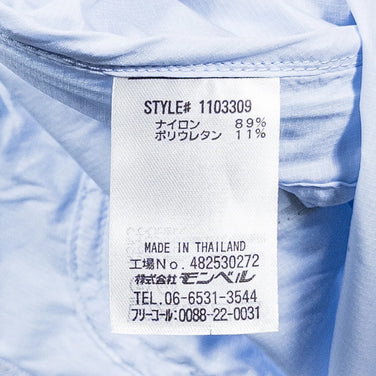 STYLE# 1103309
ナイロン 89%
ポリウレタン 11%
MADE IN THAILAND
工場No. 482530272
株式会社 モンベル
TEL. 06-6531-3544
フリーコール:0088-22-0031